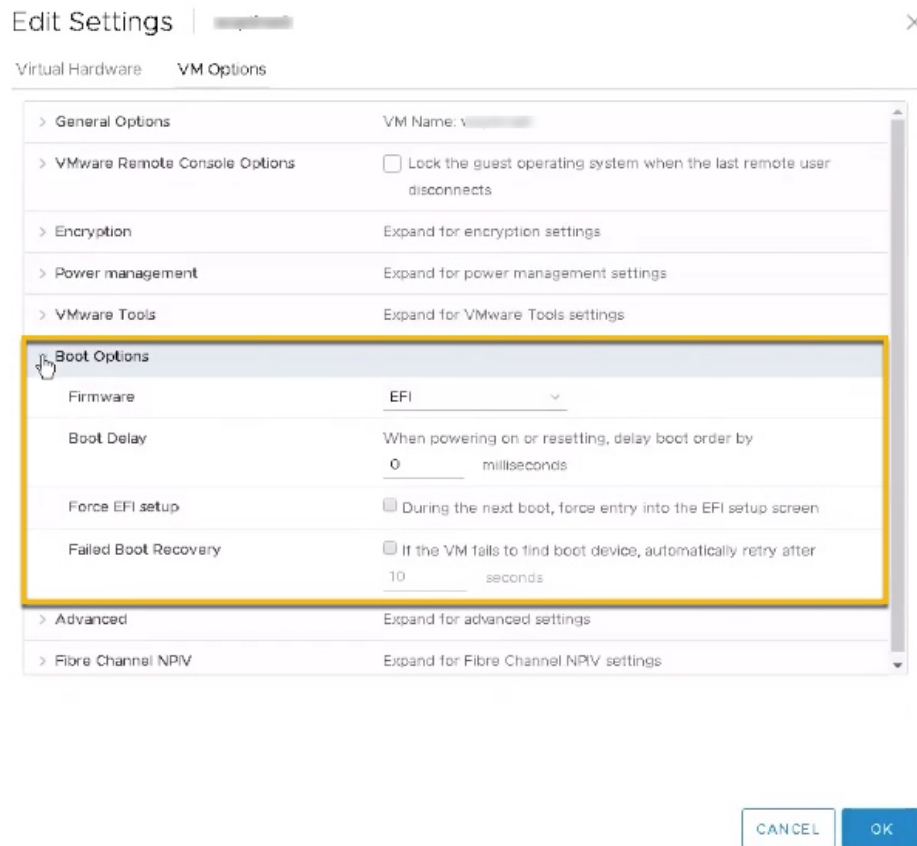 Edit Settings
Virtual Hardware VM Options
General Options VM Name:
VMware Remote Console Options Lock the guest operating system when the last remote user
disconnects
Encryption Expand for encryption settings
Power management Expand for power management settings
VMware Tools Expand for VMware Tools settings
Boot Options
Firmware EFI
Boot Delay When powering on or resetting, delay boot order by
0 milliseconds
Force EFI setup During the next boot, force entry into the EFI setup screen
Failed Boot Recovery If the VM fails to find boot device, automatically retry after
10 seconds
Advanced Expand for advanced settings
Fibre Channel NPIV Expand for Fibre Channel NPIV settings
CANCEL OK